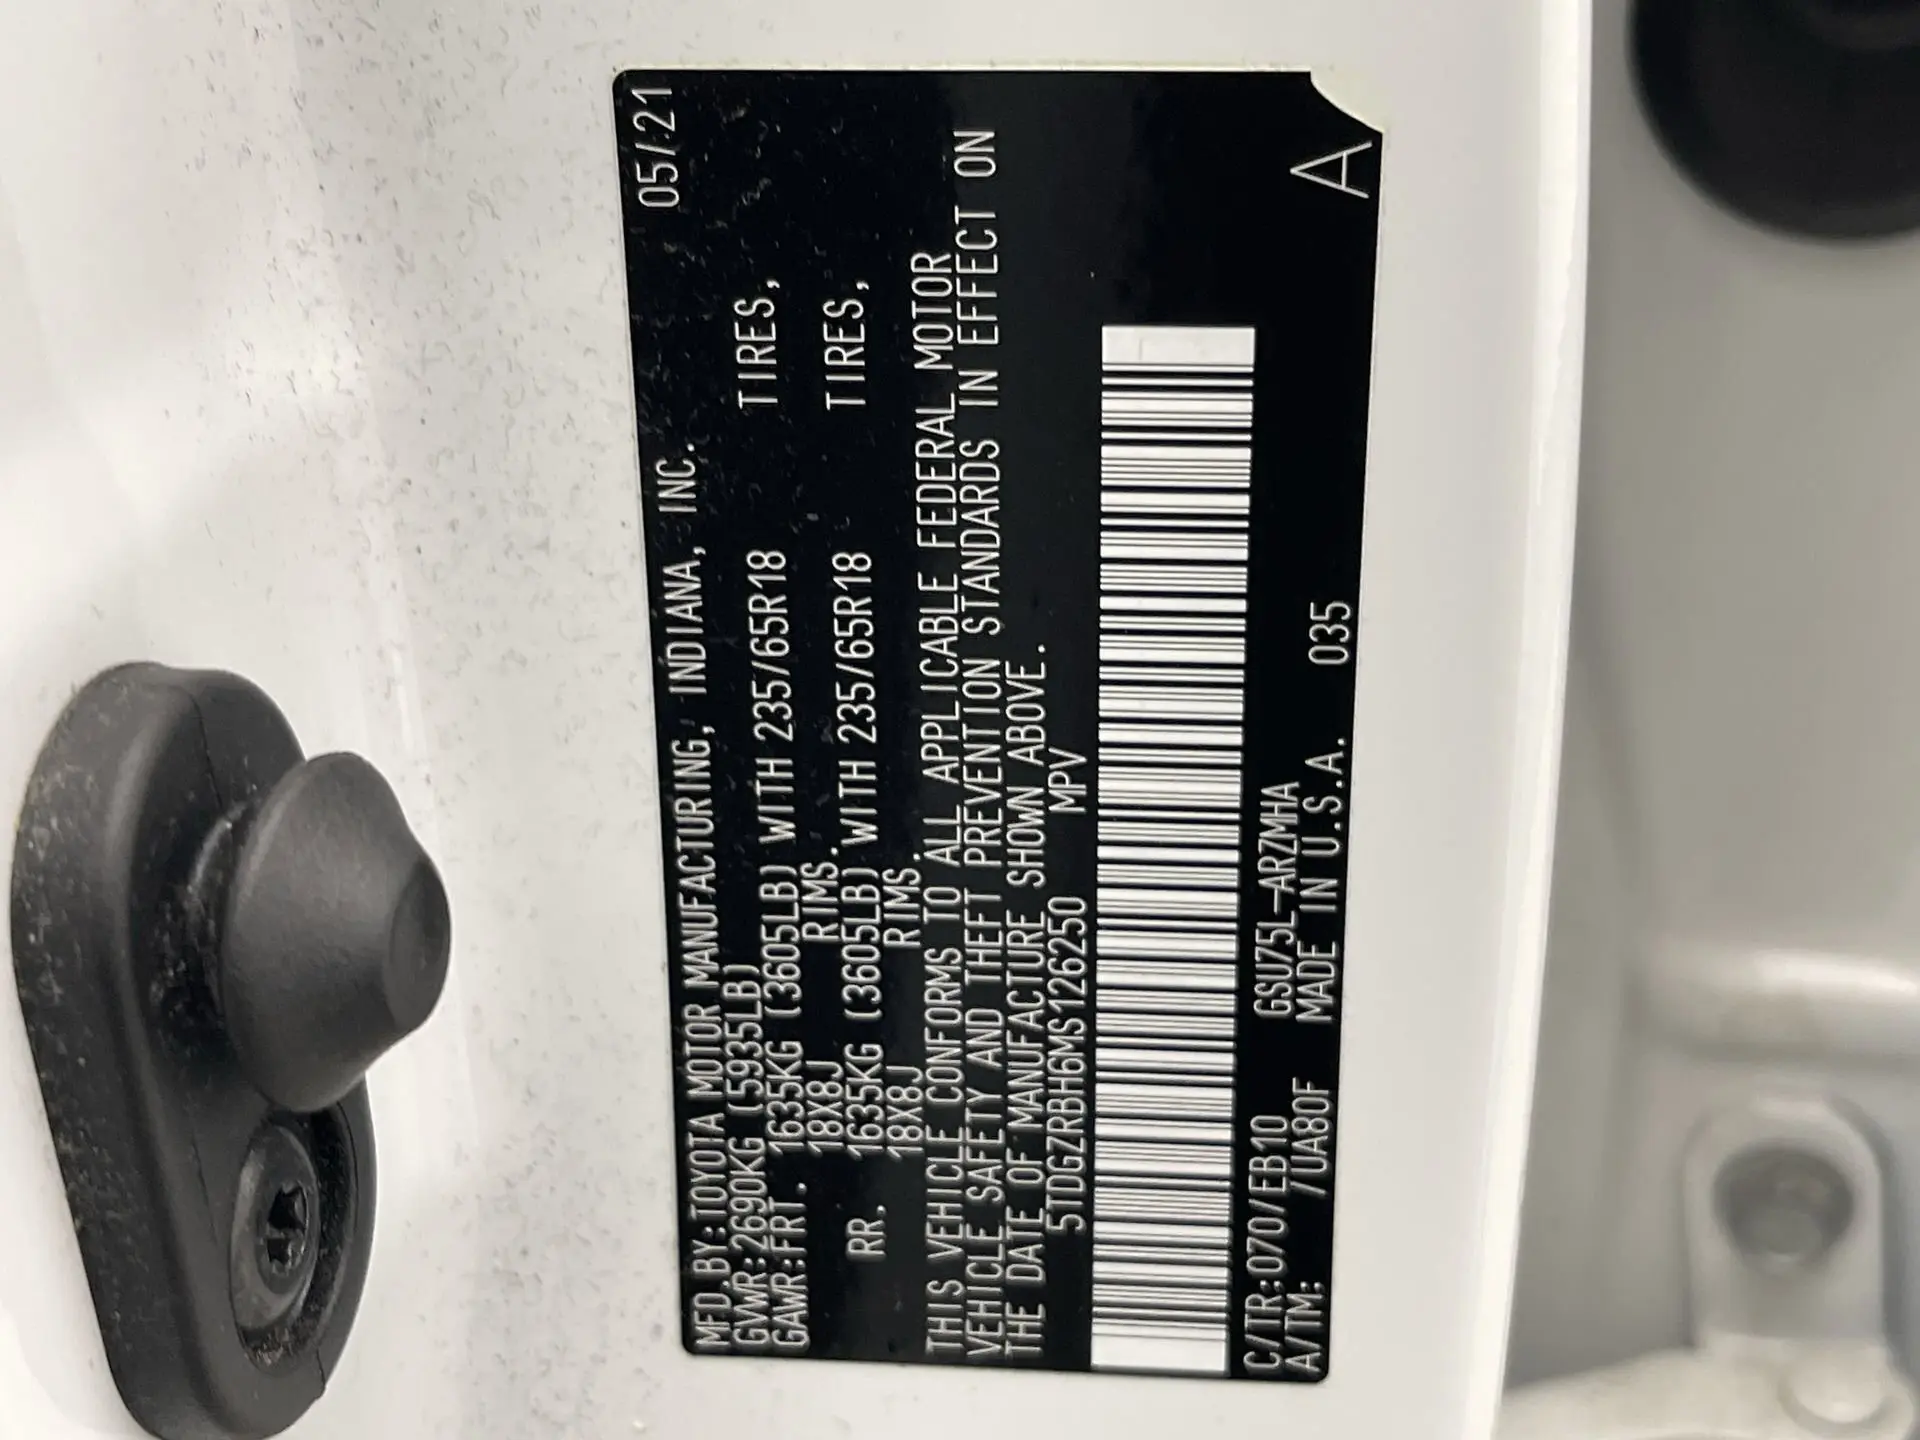 MFD.BY:TOYOTA MOTOR MANUFACTURING, INDIANA, INC. 05/21
GVWR:2690KG (5935LB)
GAWR:FRT. 1635KG (3605LB) WITH 235/65R18 TIRES,
18X8J RIMS.
RR. 1635KG (3605LB) WITH 235/65R18 TIRES,
18X8J RIMS.
THIS VEHICLE CONFORMS TO ALL APPLICABLE FEDERAL MOTOR
VEHICLE SAFETY AND THEFT PREVENTION STANDARDS IN EFFECT ON
THE DATE OF MANUFACTURE SHOWN ABOVE.
5TDGZRBH6MS126250 MPV
C/TR:070/EB10 GSU75L-ARZMHA
A/TM: /UA80F MADE IN U.S.A. 035 A